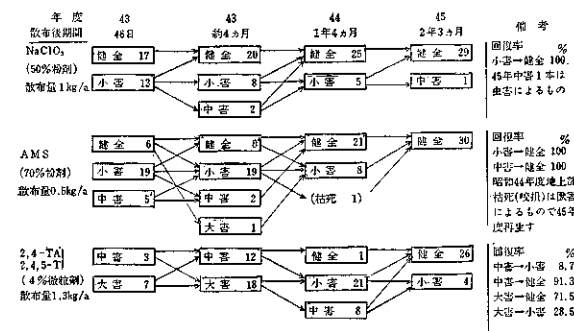 年度 43 43 44 45 備考
散布後期間 46日 約4カ月 1年4カ月 2年3カ月
NaClO₃
(50%粉剤)
散布量1kg/a
健全 17 健全 20 健全 25 健全 29
小害 13 小害 8 小害 5 中害 1
中害 2
回復率 %
小害→健全 100.
45年中害1本は
虫害によるもの
AMS
(70%粉剤)
散布量0.5kg/a
健全 6 健全 8 健全 21 健全 30
小害 19 小害 19 小害 8
中害 5 中害 2 (枯死 1)
大害 1
回復率 %
小害→健全 100
中害→健全 100
昭和44年度地上部
枯死(咬損)は獣害
によるもので45年
度再生す
2,4-TA
2,4,5-T
(4%微粒剤)
散布量1.3kg/a
中害 3 中害 12 健全 1 健全 26
大害 7 大害 18 小害 21 小害 4
中害 8
回復率 %
中害→小害 8.7
中害→健全 91.3
大害→健全 71.5
大害→小害 28.5